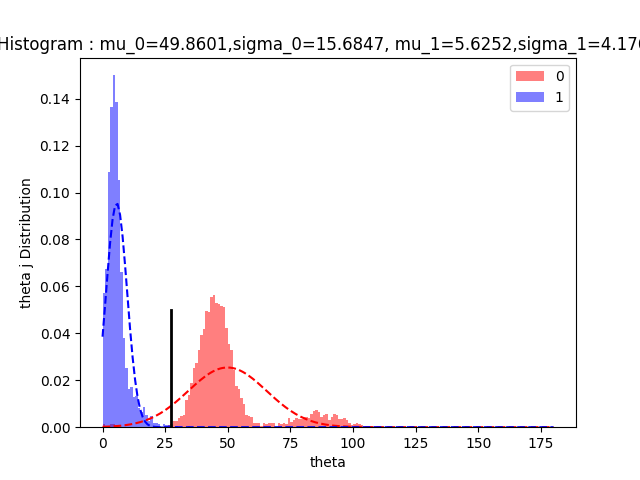 Histogram : mu_0=49.8601,sigma_0=15.6847, mu_1=5.6252,sigma_1=4.176
0
1
theta j Distribution
0.14
0.12
0.10
0.08
0.06
0.04
0.02
0.00
0 25 50 75 100 125 150 175
theta